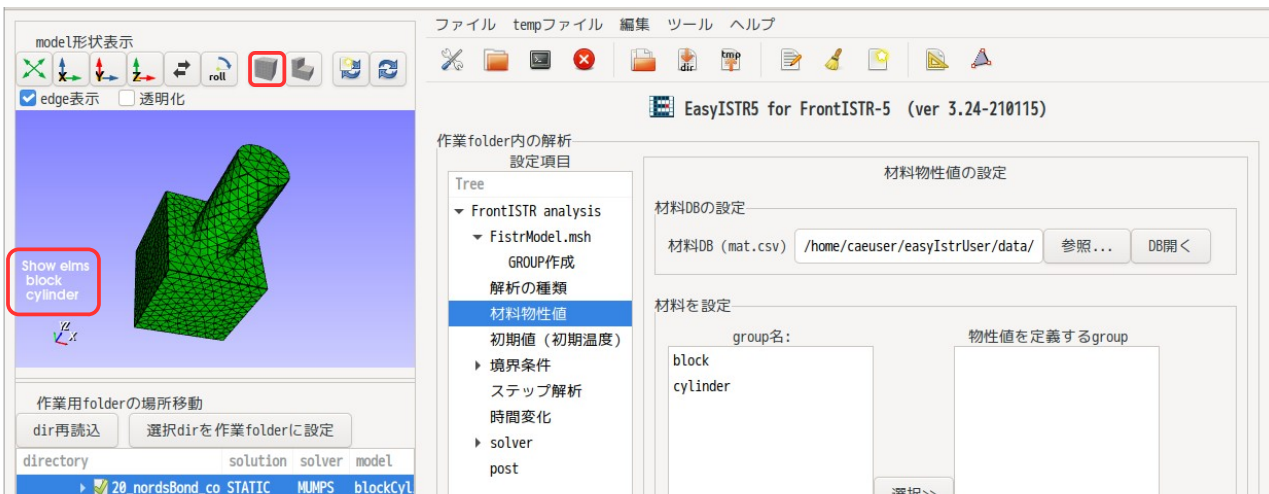 model形状表示
roll
edge表示 透明化
Show elms
block
cylinder
作業用folderの場所移動
dir再読込 選択dirを作業folderに設定
directory solution solver model
20_nordsBond_co STATIC MUMPS blockCyl
ファイル tempファイル 編集 ツール ヘルプ
dir tmp
EasyISTR5 for FrontISTR-5 (ver 3.24-210115)
作業folder内の解析
設定項目
Tree
FrontISTR analysis
FistrModel.msh
GROUP作成
解析の種類
材料物性値
初期値(初期温度)
境界条件
ステップ解析
時間変化
solver
post
材料物性値の設定
材料DBの設定
材料DB (mat.csv) /home/caeuser/easyIstrUser/data/ 参照... DB開く
材料を設定
group名: 物性値を定義するgroup
block
cylinder
選択>>